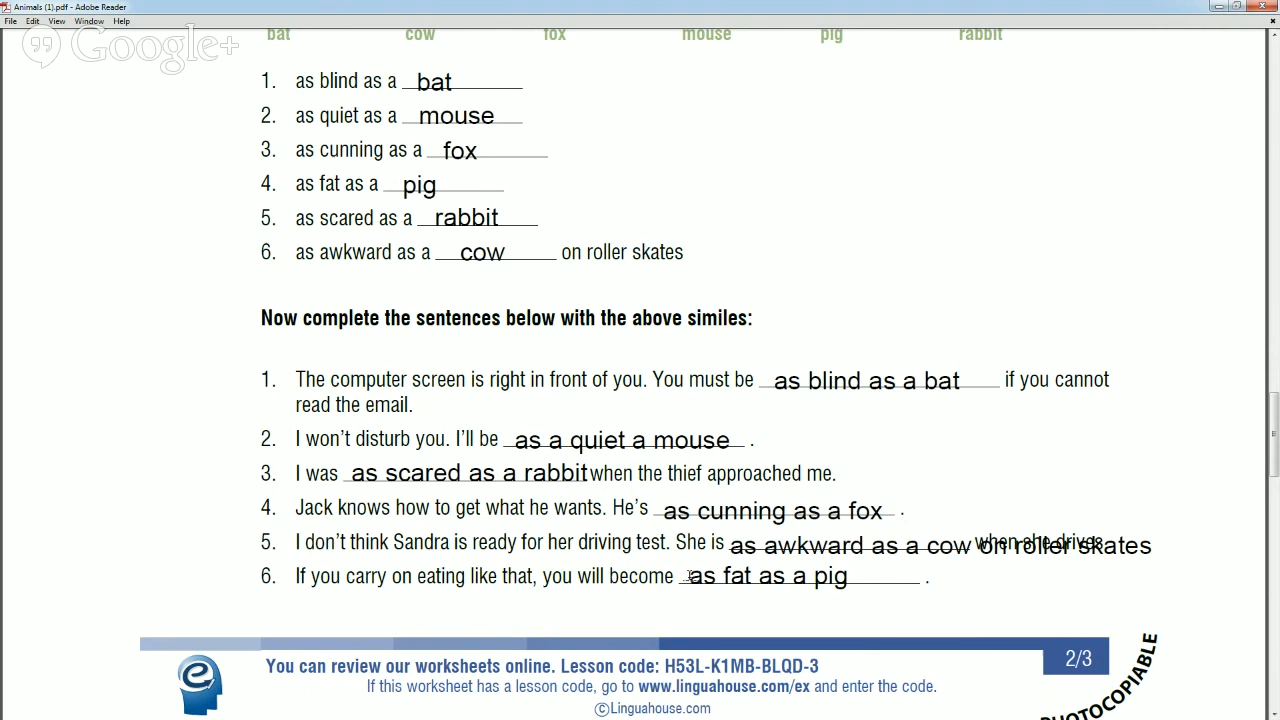 Animals (1).pdf - Adobe Reader
File Edit View Window Help
Google+
bat cow fox mouse pig rabbit
1. as blind as a bat
2. as quiet as a mouse
3. as cunning as a fox
4. as fat as a pig
5. as scared as a rabbit
6. as awkward as a cow on roller skates
Now complete the sentences below with the above similes:
1. The computer screen is right in front of you. You must be as blind as a bat if you cannot
read the email.
2. I won't disturb you. I'll be as a quiet a mouse .
3. I was as scared as a rabbit when the thief approached me.
4. Jack knows how to get what he wants. He's as cunning as a fox .
5. I don't think Sandra is ready for her driving test. She is as awkward as a cow on roller skates when she drives.
6. If you carry on eating like that, you will become as fat as a pig .
You can review our worksheets online. Lesson code: H53L-K1MB-BLQD-3
2/3
If this worksheet has a lesson code, go to www.linguahouse.com/ex and enter the code.
©Linguahouse.com
PHOTOCOPIABLE